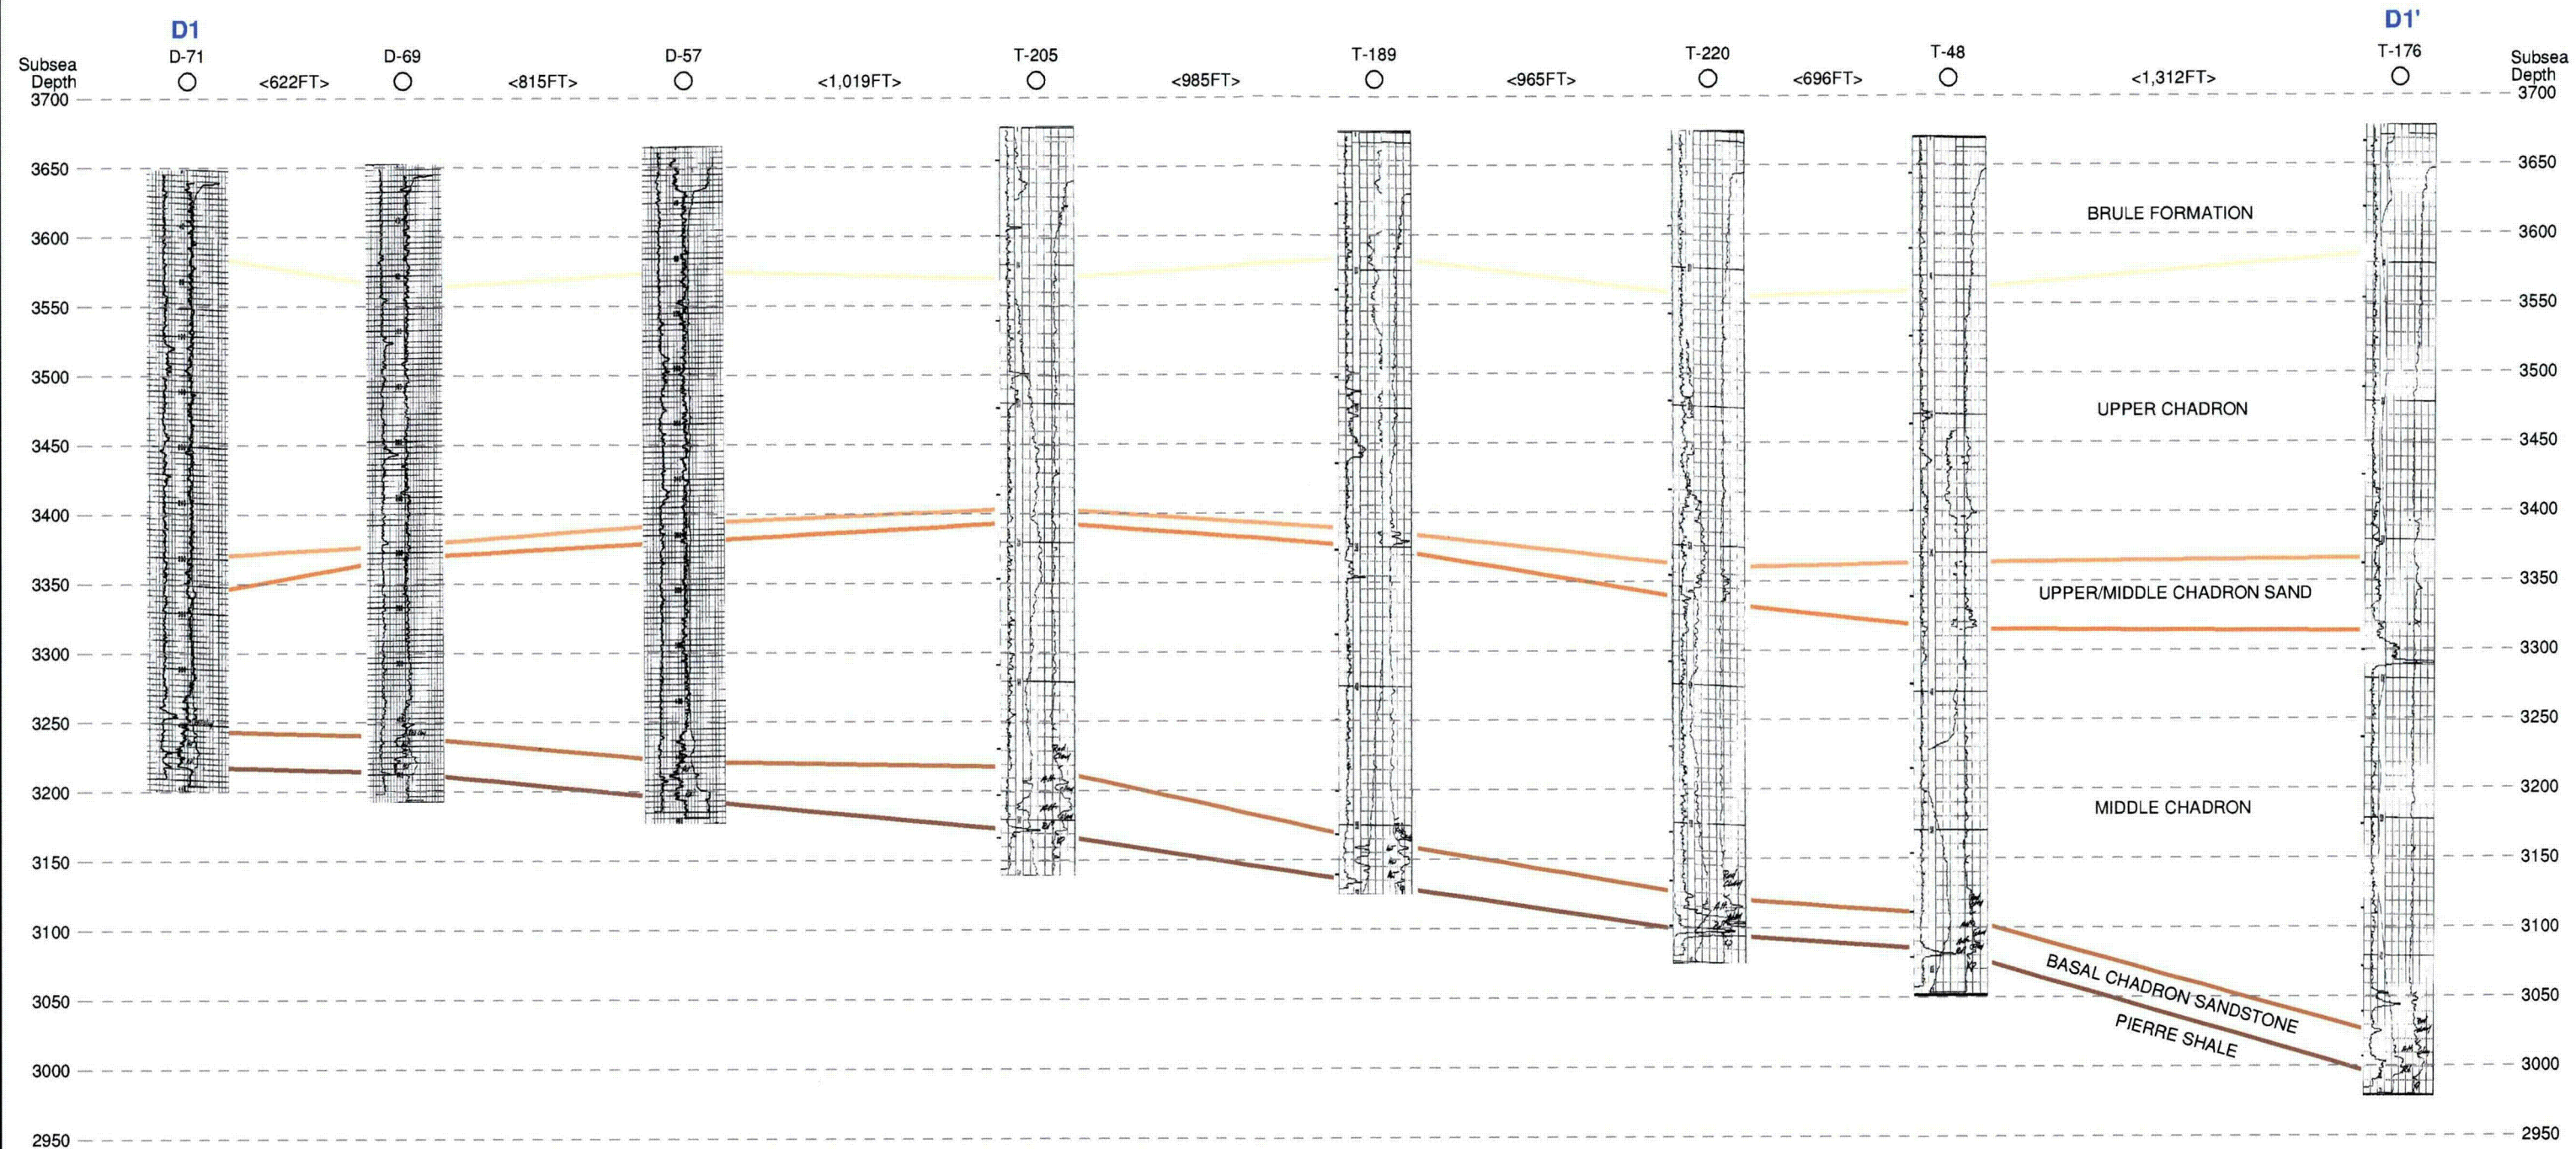 D1
D1'
D-71
D-69
D-57
T-205
T-189
T-220
T-48
T-176
Subsea
Depth
<622FT>
<815FT>
<1,019FT>
<985FT>
<965FT>
<696FT>
<1,312FT>
Subsea
Depth
3700
3700
3650
3650
BRULE FORMATION
3600
3600
3550
3550
3500
3500
UPPER CHADRON
3450
3450
3400
3400
3350
3350
UPPER/MIDDLE CHADRON SAND
3300
3300
3250
3250
3200
3200
MIDDLE CHADRON
3150
3150
3100
3100
BASAL CHADRON SANDSTONE
3050
3050
PIERRE SHALE
3000
3000
2950
2950